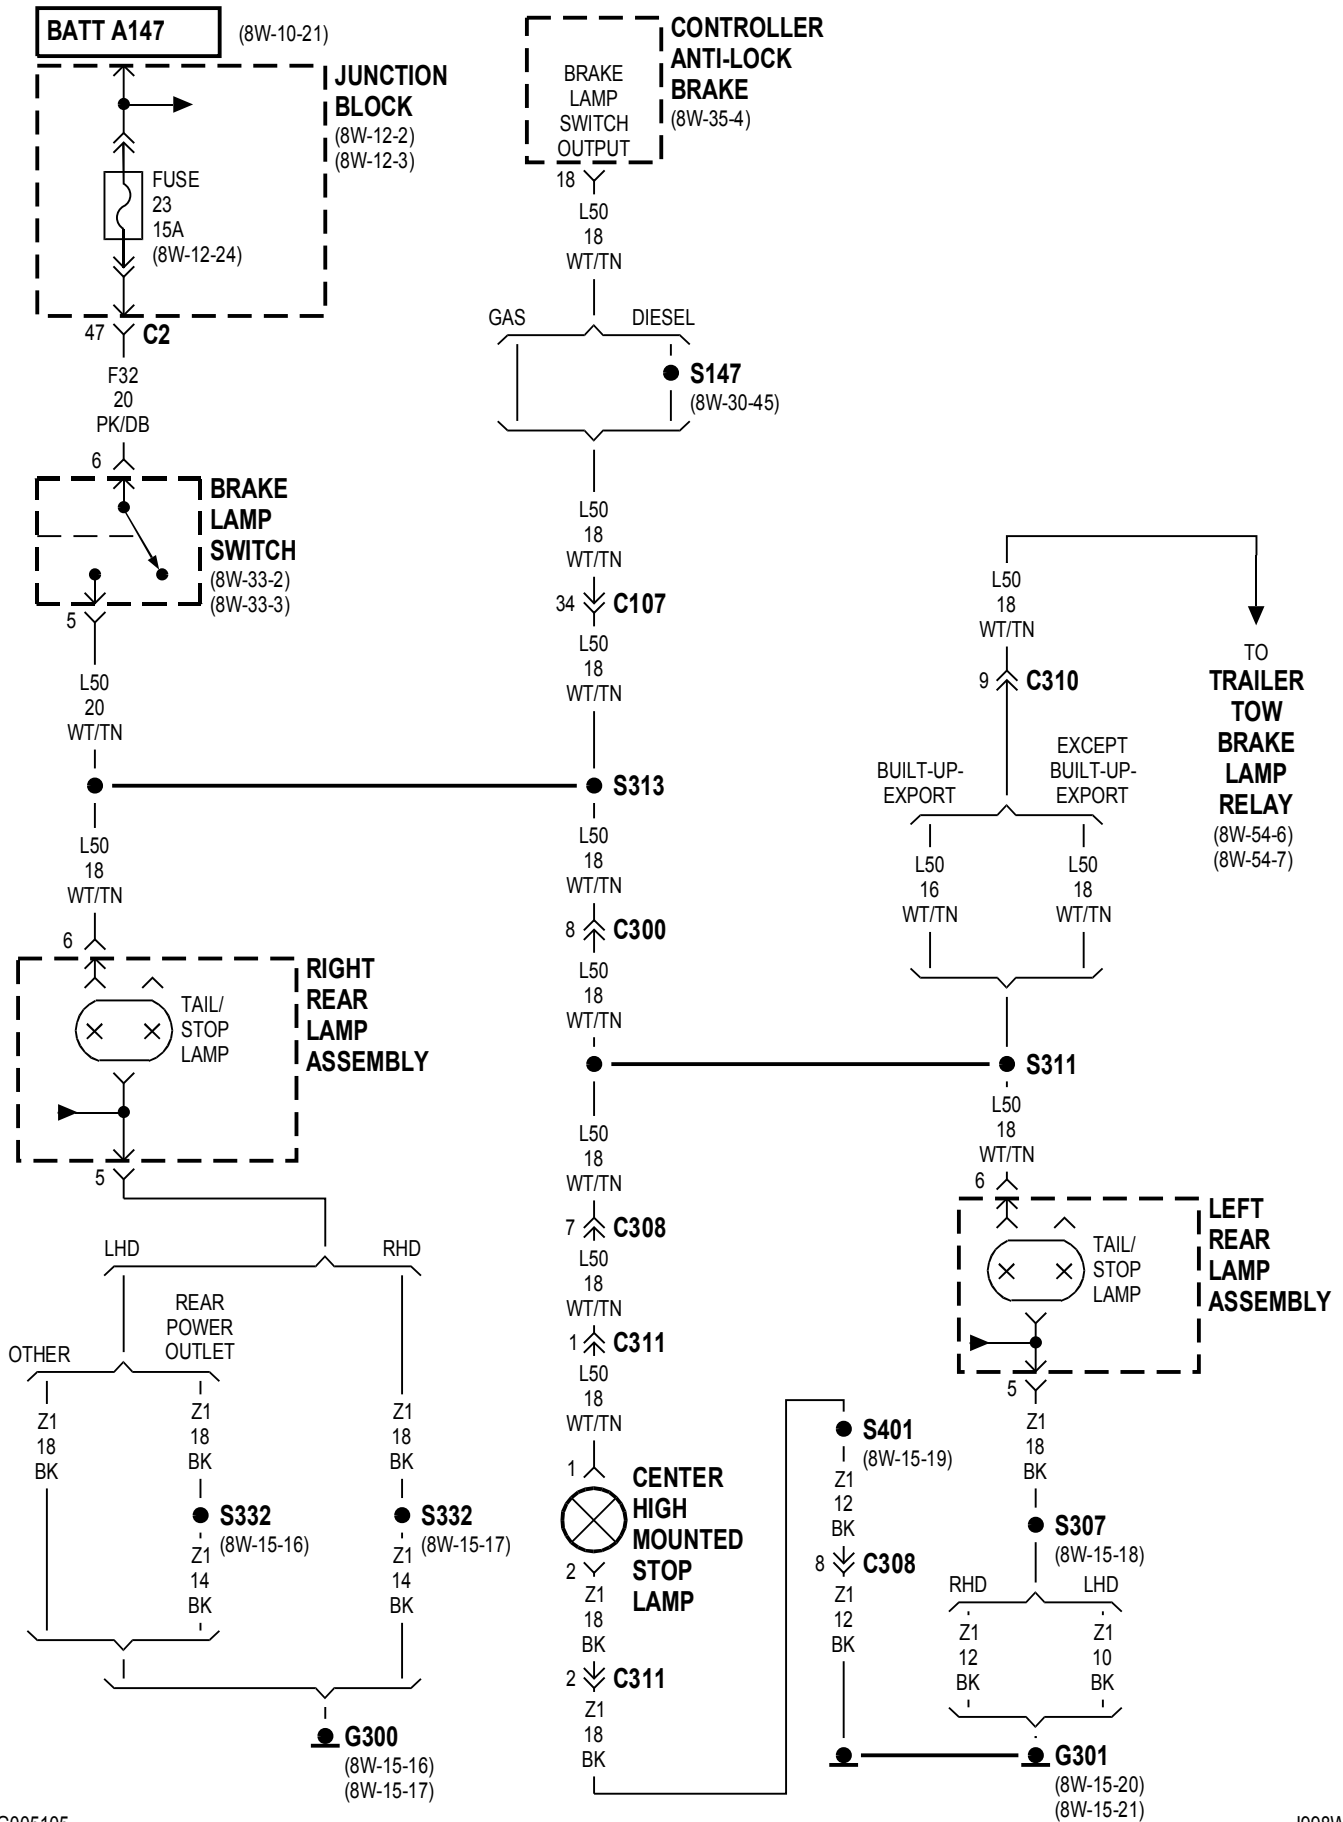 BATT A147
(8W-10-21)
JUNCTION
BLOCK
(8W-12-2)
(8W-12-3)
FUSE
23
15A
(8W-12-24)
47
C2
F32
20
PK/DB
6
BRAKE
LAMP
SWITCH
(8W-33-2)
(8W-33-3)
5
L50
20
WT/TN
L50
18
WT/TN
6
RIGHT
REAR
LAMP
ASSEMBLY
TAIL/
STOP
LAMP
5
LHD
RHD
REAR
POWER
OUTLET
OTHER
Z1
18
BK
Z1
18
BK
S332
(8W-15-16)
Z1
14
BK
Z1
18
BK
S332
(8W-15-17)
Z1
14
BK
G300
(8W-15-16)
(8W-15-17)
CONTROLLER
ANTI-LOCK
BRAKE
(8W-35-4)
BRAKE
LAMP
SWITCH
OUTPUT
18
L50
18
WT/TN
GAS
DIESEL
S147
(8W-30-45)
L50
18
WT/TN
34
C107
L50
18
WT/TN
S313
L50
18
WT/TN
8
C300
L50
18
WT/TN
L50
18
WT/TN
7
C308
L50
18
WT/TN
1
C311
L50
18
WT/TN
1
CENTER
HIGH
MOUNTED
STOP
LAMP
2
Z1
18
BK
2
C311
Z1
18
BK
S401
(8W-15-19)
Z1
12
BK
8
C308
Z1
12
BK
L50
18
WT/TN
9
C310
TO
TRAILER
TOW
BRAKE
LAMP
RELAY
(8W-54-6)
(8W-54-7)
BUILT-UP-
EXPORT
EXCEPT
BUILT-UP-
EXPORT
L50
16
WT/TN
L50
18
WT/TN
S311
L50
18
WT/TN
6
LEFT
REAR
LAMP
ASSEMBLY
TAIL/
STOP
LAMP
5
Z1
18
BK
S307
(8W-15-18)
RHD
LHD
Z1
12
BK
Z1
10
BK
G301
(8W-15-20)
(8W-15-21)